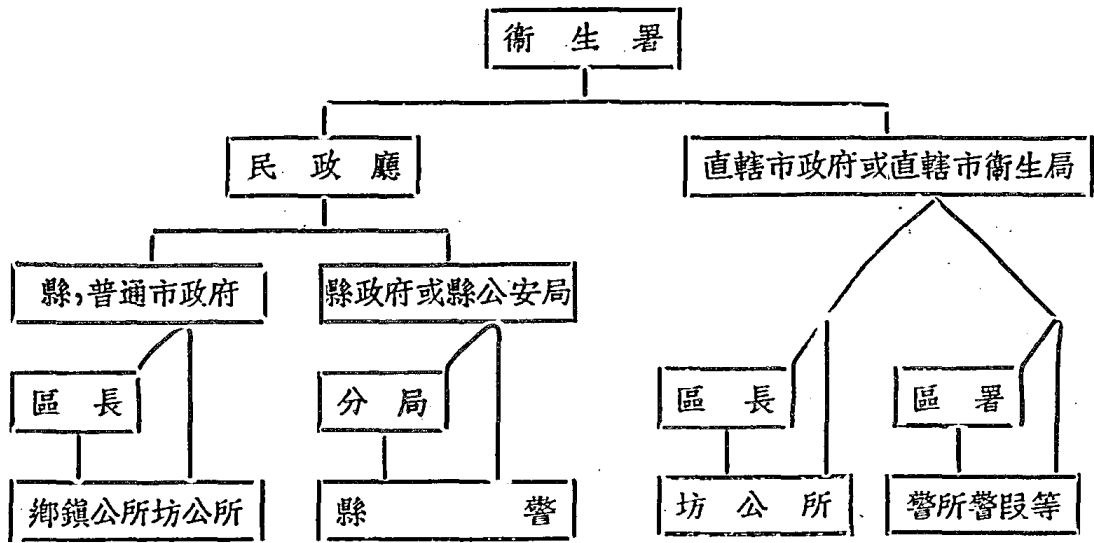 衞生署
民政廳
直轄市政府或直轄市衞生局
縣,普通市政府
縣政府或縣公安局
區長
分局
區長
區署
鄉鎮公所坊公所
縣警
坊公所
警所警段等